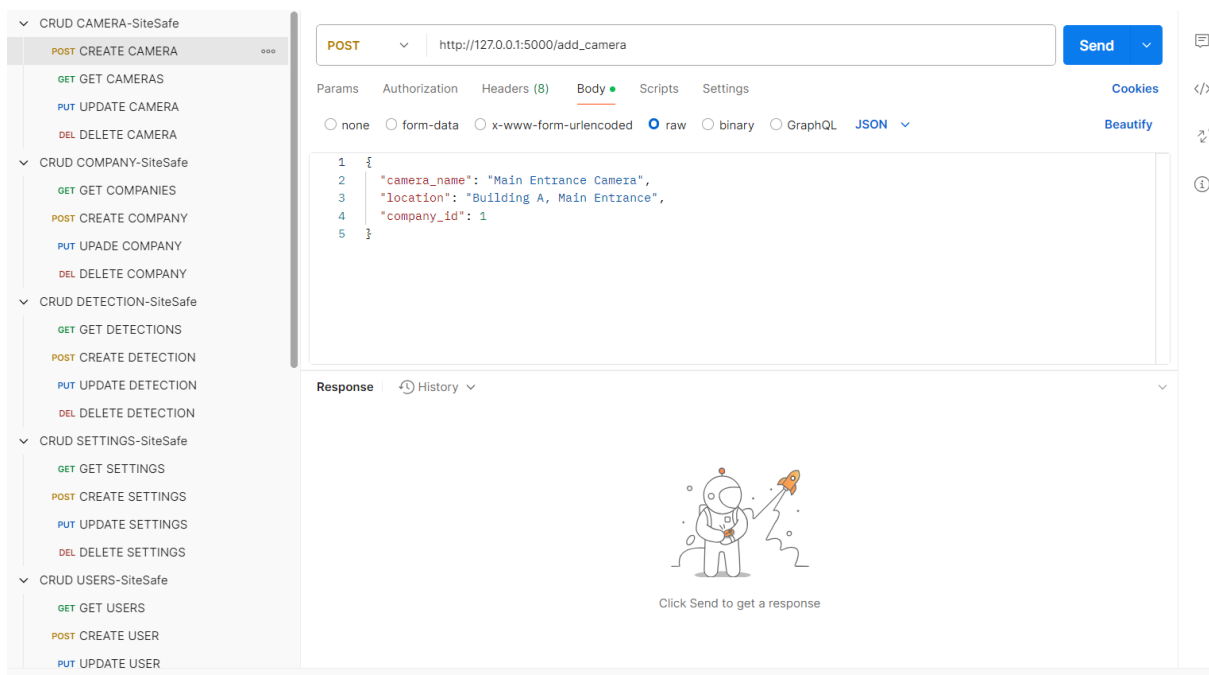 CRUD CAMERA-SiteSafe
POST CREATE CAMERA
GET GET CAMERAS
PUT UPDATE CAMERA
DEL DELETE CAMERA
CRUD COMPANY-SiteSafe
GET GET COMPANIES
POST CREATE COMPANY
PUT UPADE COMPANY
DEL DELETE COMPANY
CRUD DETECTION-SiteSafe
GET GET DETECTIONS
POST CREATE DETECTION
PUT UPDATE DETECTION
DEL DELETE DETECTION
CRUD SETTINGS-SiteSafe
GET GET SETTINGS
POST CREATE SETTINGS
PUT UPDATE SETTINGS
DEL DELETE SETTINGS
CRUD USERS-SiteSafe
GET GET USERS
POST CREATE USER
PUT UPDATE USER
POST http://127.0.0.1:5000/add_camera Send
Params Authorization Headers (8) Body Scripts Settings Cookies
none form-data x-www-form-urlencoded raw binary GraphQL JSON Beautify
1 {
2 "camera_name": "Main Entrance Camera",
3 "location": "Building A, Main Entrance",
4 "company_id": 1
5 }
Response History
Click Send to get a response